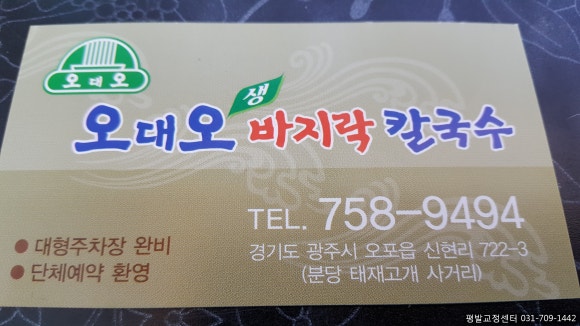 오대오
오대오 생 바지락 칼국수
TEL. 758-9494
● 대형주차장 완비
● 단체예약 환영
경기도 광주시 오포읍 신현리 722-3
(분당 태재고개 사거리)
평발교정센터 031-709-1442